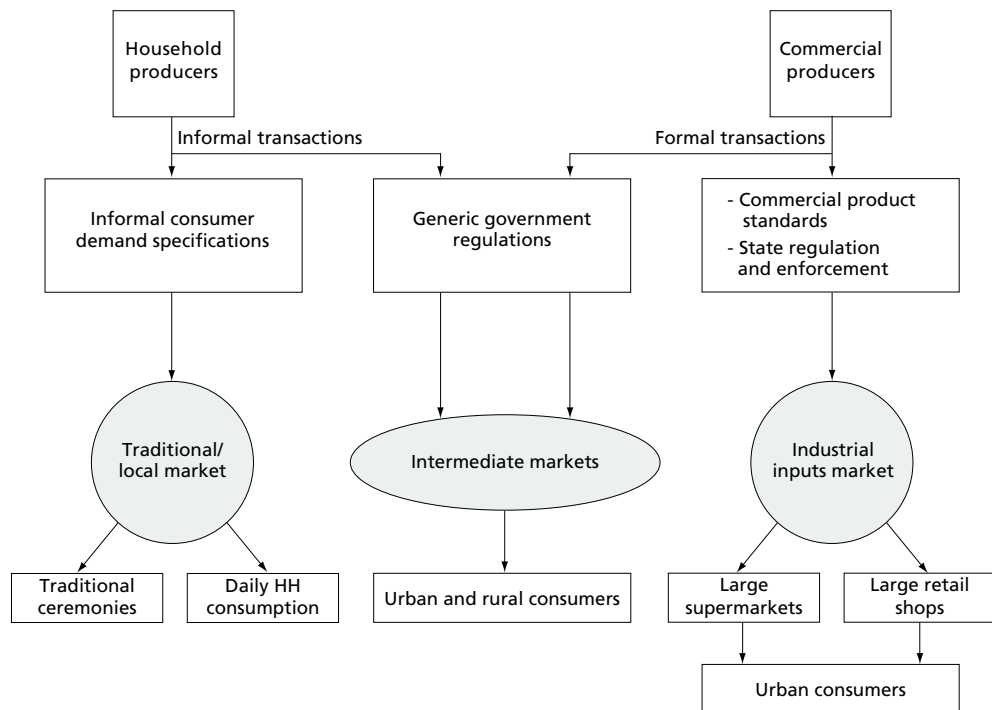 Household
producers
Commercial
producers
Informal transactions
Formal transactions
Informal consumer
demand specifications
Generic government
regulations
- Commercial product
standards
- State regulation
and enforcement
Traditional/
local market
Intermediate markets
Industrial
inputs market
Traditional
ceremonies
Daily HH
consumption
Urban and rural consumers
Large
supermarkets
Large retail
shops
Urban consumers